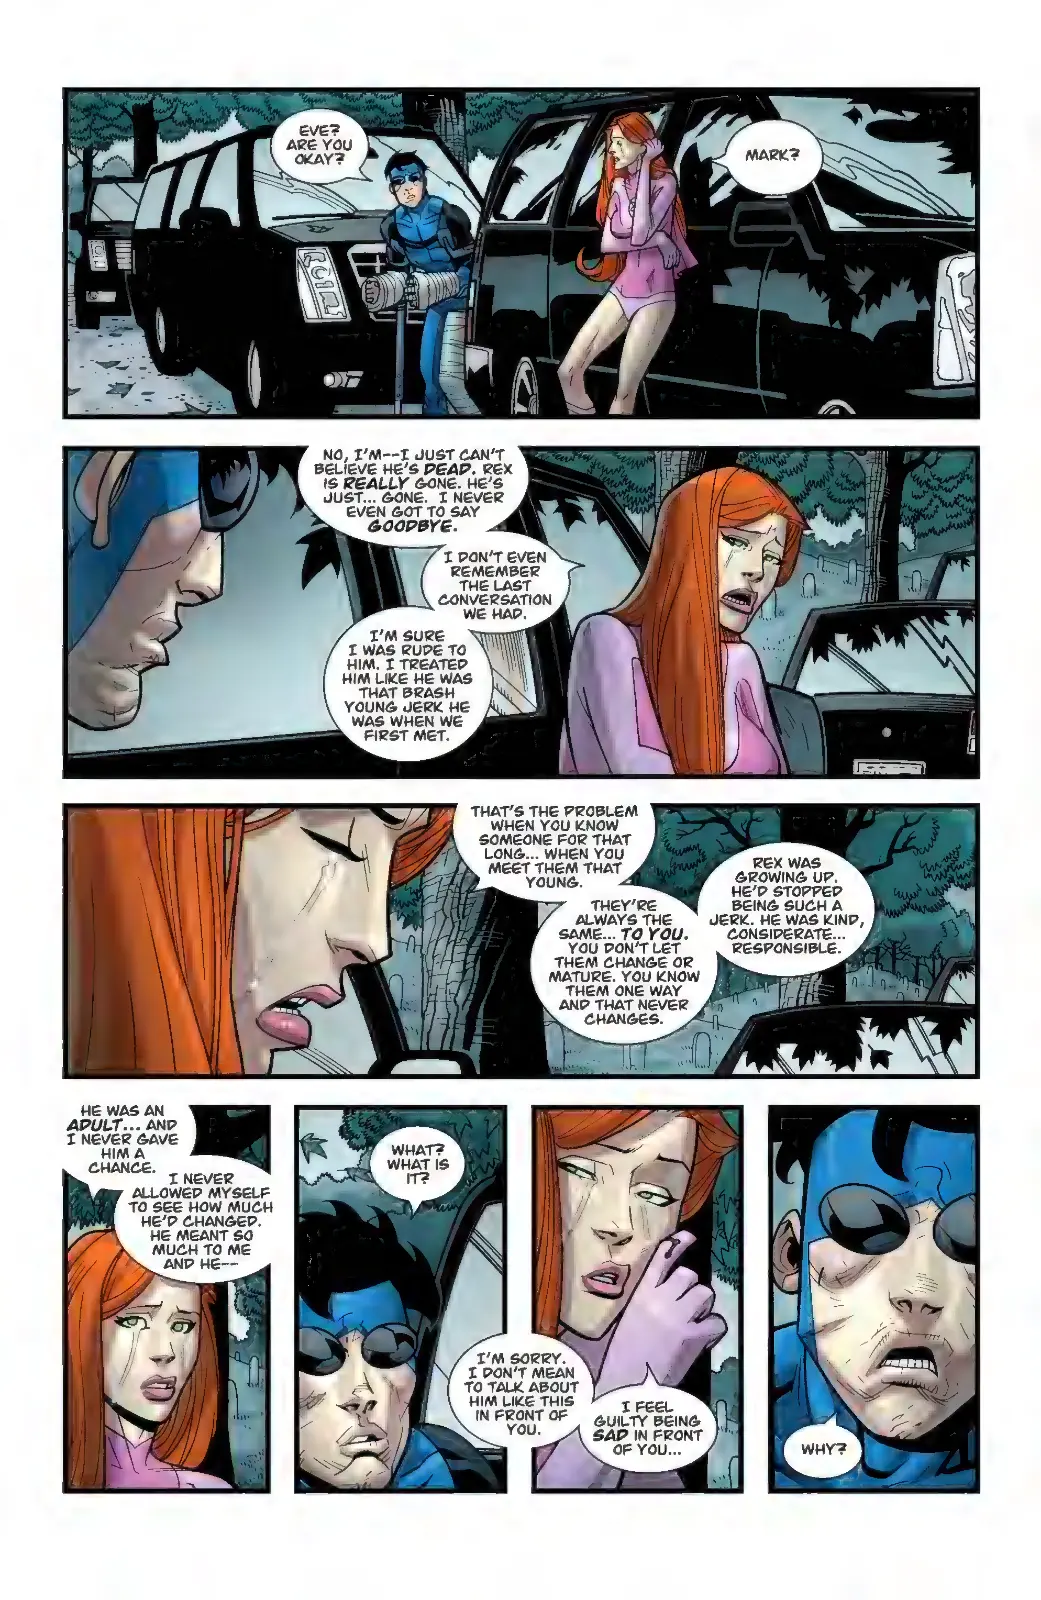 EVE?
ARE YOU
OKAY?
MARK?
NO, I'M--I JUST CAN'T
BELIEVE HE'S DEAD. REX
IS REALLY GONE. HE'S
JUST... GONE. I NEVER
EVEN GOT TO SAY
GOODBYE.
I DON'T EVEN
REMEMBER
THE LAST
CONVERSATION
WE HAD.
I'M SURE
I WAS RUDE TO
HIM. I TREATED
HIM LIKE HE WAS
THAT BRASH
YOUNG JERK HE
WAS WHEN WE
FIRST MET.
THAT'S THE PROBLEM
WHEN YOU KNOW
SOMEONE FOR THAT
LONG... WHEN YOU
MEET THEM THAT
YOUNG.
THEY'RE
ALWAYS THE
SAME... TO YOU.
YOU DON'T LET
THEM CHANGE OR
MATURE. YOU KNOW
THEM ONE WAY
AND THAT NEVER
CHANGES.
REX WAS
GROWING UP.
HE'D STOPPED
BEING SUCH A
JERK. HE WAS KIND,
CONSIDERATE...
RESPONSIBLE.
HE WAS AN
ADULT... AND
I NEVER GAVE
HIM A
CHANCE.
I NEVER
ALLOWED MYSELF
TO SEE HOW MUCH
HE'D CHANGED.
HE MEANT SO
MUCH TO ME
AND HE--
WHAT?
WHAT IS
IT?
I'M SORRY.
I DON'T MEAN
TO TALK ABOUT
HIM LIKE THIS
IN FRONT OF
YOU.
I FEEL
GUILTY BEING
SAD IN FRONT
OF YOU...
WHY?